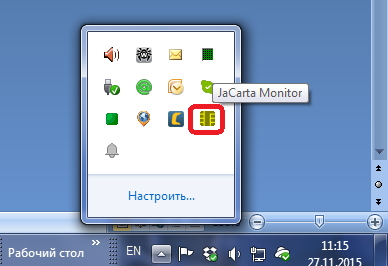 JaCarta Monitor
Настроить...
Рабочий стол
»
EN
11:15
27.11.2015